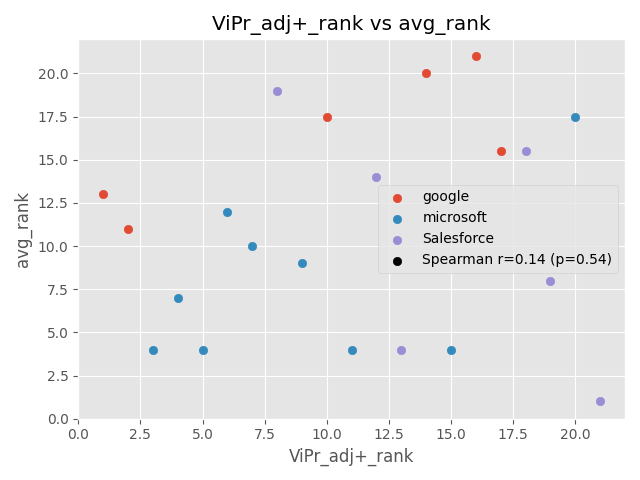 ViPr_adj+_rank vs avg_rank
20.0
17.5
15.0
12.5
10.0
7.5
5.0
2.5
0.0
avg_rank
google
microsoft
Salesforce
Spearman r=0.14 (p=0.54)
0.0 2.5 5.0 7.5 10.0 12.5 15.0 17.5 20.0
ViPr_adj+_rank